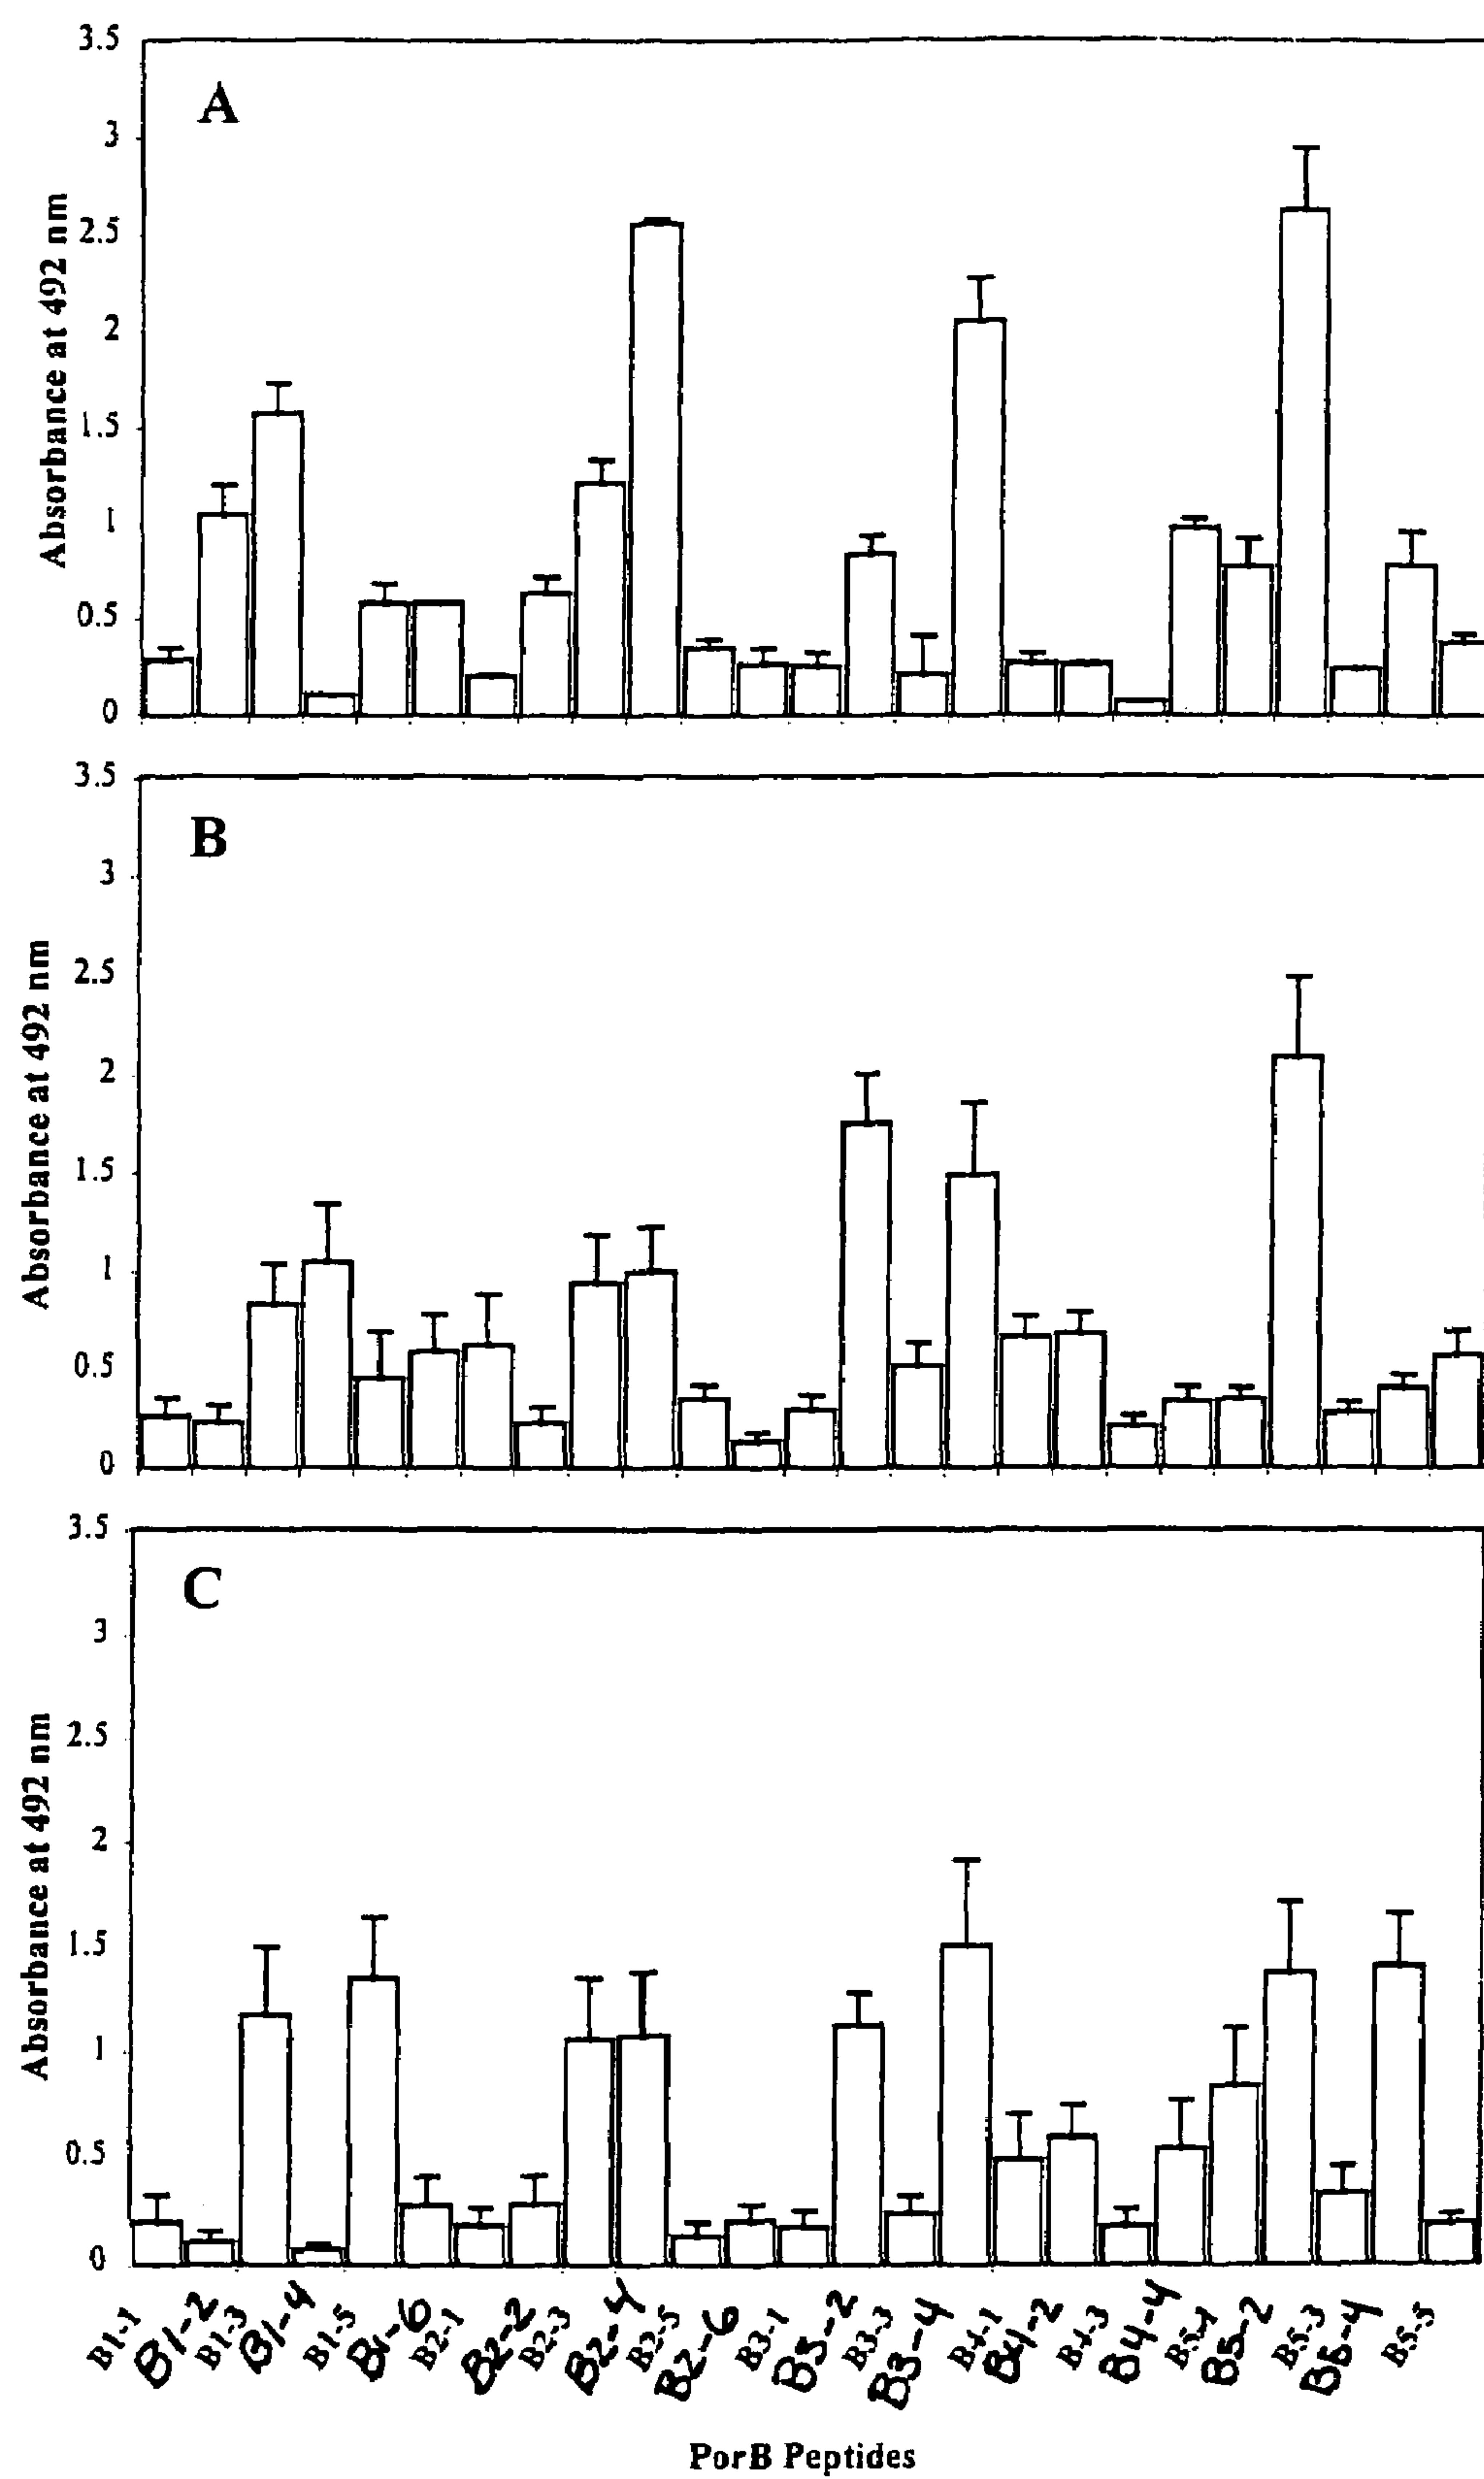 A
Absorbance at 492 nm
3.5
3
2.5
2
1.5
1
0.5
0
B
Absorbance at 492 nm
3.5
3
2.5
2
1.5
1
0.5
0
C
Absorbance at 492 nm
3.5
3
2.5
2
1.5
1
0.5
0
B1-1
B1-2
B1-3
B1-4
B1-5
B1-6
B2-1
B2-2
B2-3
B2-4
B2-5
B2-6
B3-1
B3-2
B3-3
B3-4
B4-1
B4-2
B4-3
B4-4
B5-1
B5-2
B5-3
B5-4
B5-5
PorB Peptides